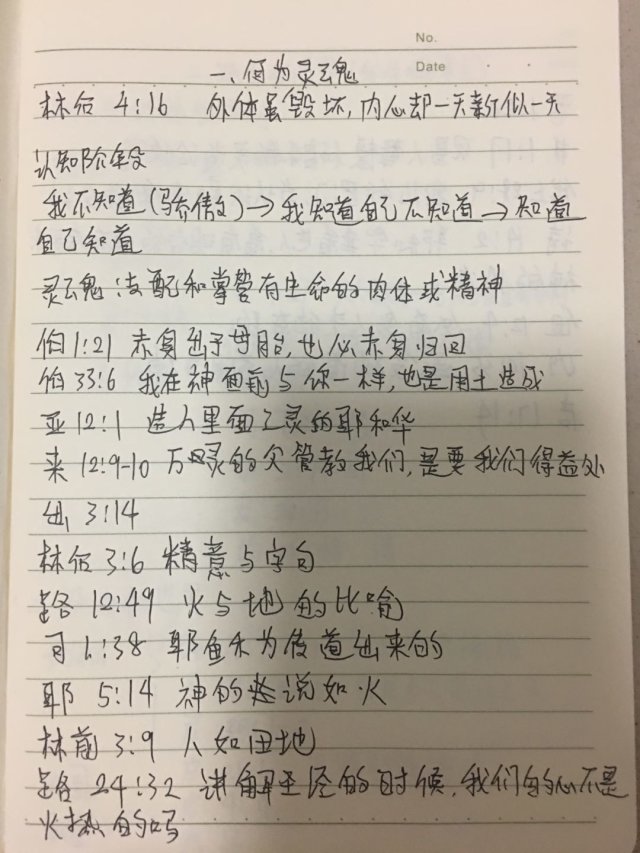 No.
Date
一、何为灵云魂
林后 4:16 外体虽毁坏,内心却一天新似一天
认知阶段
我不知道(骄傲)→我知道自己不知道→知道
自己知道
灵云魂:支配和掌管有生命的肉体或精神
伯1:21 赤身出于母胎,也必赤身归回
伯33:6 我在神面前与你一样,也是用土造成
亚12:1 造人里面之灵的耶和华
来12:9-10 万灵的父管教我们,是要我们得益处
出 3:14
林后3:6 精意与字句
路 12:49 火与地的比喻
可 1:38 耶稣为传道出来的
耶 5:14 神的话说如火
林前 3:9 人如田地
路 24:32 讲解圣经的时候,我们的心不是
火热的吗